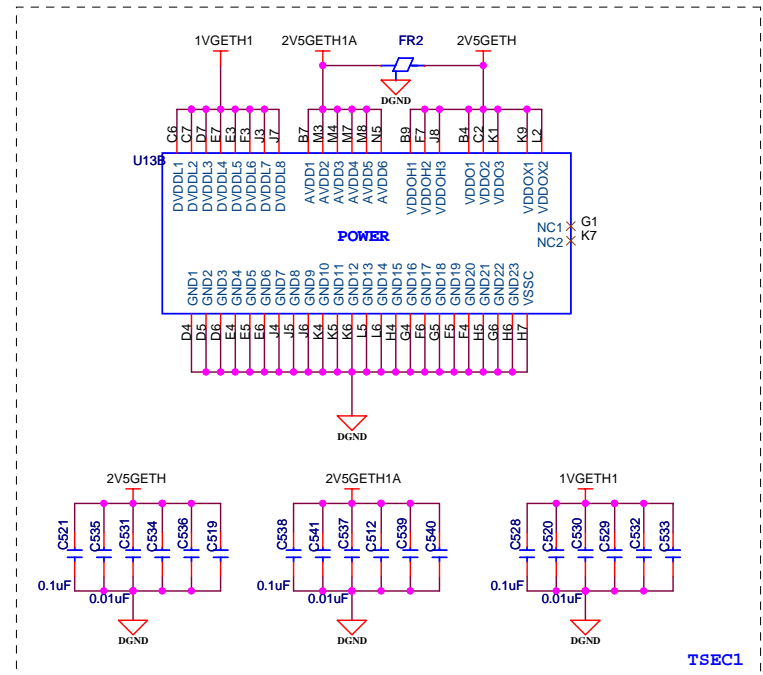 1VGETH1 2V5GETH1A FR2 2V5GETH
DGND
C6 C7 D7 E7 E3 F3 J3 J7 B7 M3 M4 M7 M8 N5 B9 F7 J8 B4 C2 K1 K9 L2
U13B
DVDDL1 DVDDL2 DVDDL3 DVDDL4 DVDDL5 DVDDL6 DVDDL7 DVDDL8 AVDD1 AVDD2 AVDD3 AVDD4 AVDD5 AVDD6 VDDOH1 VDDOH2 VDDOH3 VDDO1 VDDO2 VDDO3 VDDOX1 VDDOX2
NC1 G1
NC2 K7
POWER
GND1 GND2 GND3 GND4 GND5 GND6 GND7 GND8 GND9 GND10 GND11 GND12 GND13 GND14 GND15 GND16 GND17 GND18 GND19 GND20 GND21 GND22 GND23 VSSC
D4 D5 D6 E4 E5 E6 J4 J5 J6 K4 K5 K6 L5 L6 H4 G4 F6 G5 F5 F4 H5 G6 H6 H7
DGND
2V5GETH 2V5GETH1A 1VGETH1
C521 C535 C531 C534 C536 C519 C538 C541 C537 C512 C539 C540 C528 C520 C530 C529 C532 C533
0.1uF 0.01uF 0.1uF 0.01uF 0.1uF 0.01uF
DGND DGND DGND
TSEC1